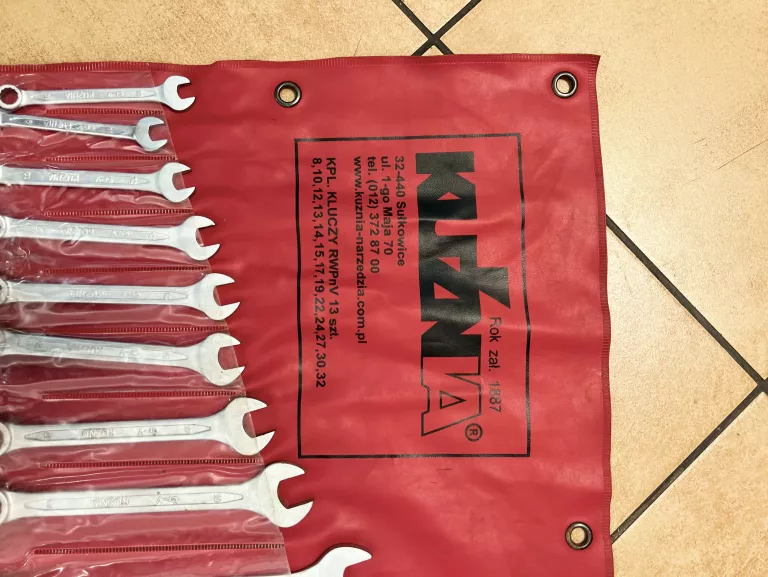 KUŹNIA®
Rok zał. 1887
32-440 Sułkowice
ul. 1-go Maja 70
tel. (012) 372 87 00
www.kuznia-narzedzia.com.pl
KPL. KLUCZY RWPnV 13 szt.
8,10,12,13,14,15,17,19,22,24,27,30,32